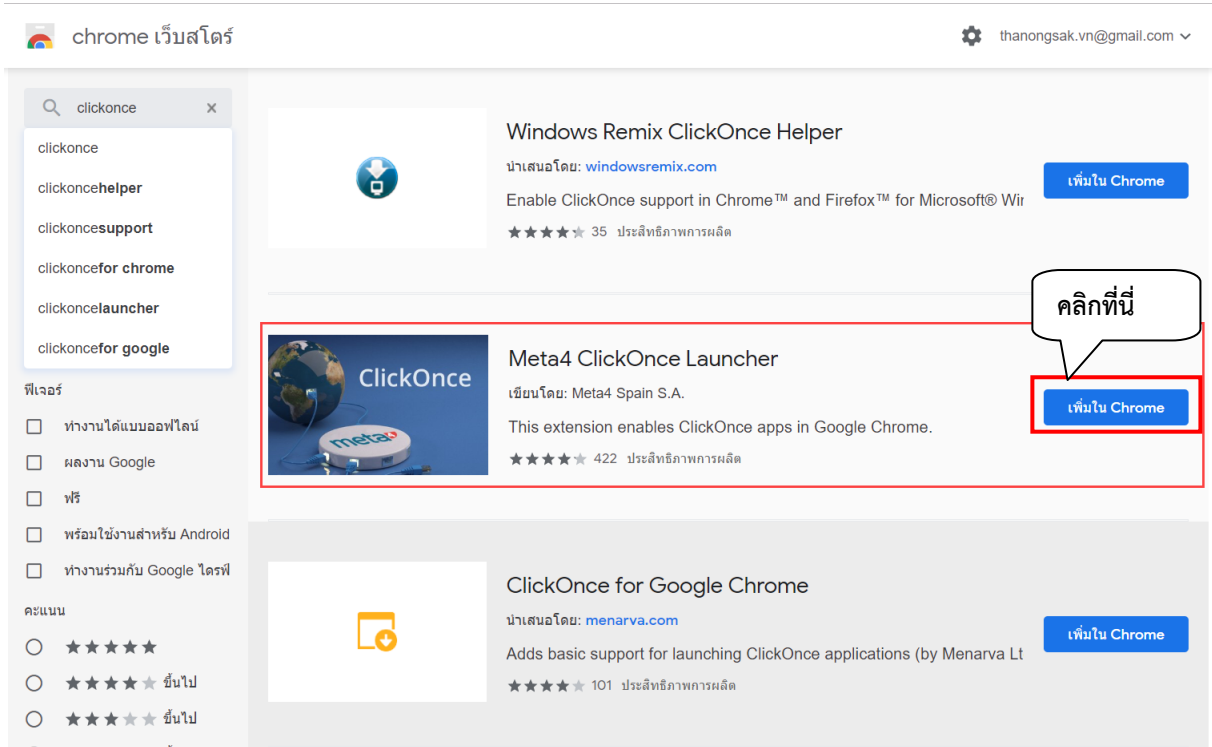 chrome เว็บสโตร์
thanongsak.vn@gmail.com
clickonce
clickonce
clickoncehelper
clickoncesupport
clickoncefor chrome
clickoncelauncher
clickoncefor google
ฟีเจอร์
ทำงานได้แบบออฟไลน์
ผลงาน Google
ฟรี
พร้อมใช้งานสำหรับ Android
ทำงานร่วมกับ Google ไดรฟ์
คะแนน
ขึ้นไป
ขึ้นไป
Windows Remix ClickOnce Helper
นำเสนอโดย: windowsremix.com
Enable ClickOnce support in Chrome™ and Firefox™ for Microsoft® Wir
35 ประสิทธิภาพการผลิต
เพิ่มใน Chrome
คลิกที่นี่
ClickOnce
meta4
Meta4 ClickOnce Launcher
เขียนโดย: Meta4 Spain S.A.
This extension enables ClickOnce apps in Google Chrome.
422 ประสิทธิภาพการผลิต
เพิ่มใน Chrome
ClickOnce for Google Chrome
นำเสนอโดย: menarva.com
Adds basic support for launching ClickOnce applications (by Menarva Lt
101 ประสิทธิภาพการผลิต
เพิ่มใน Chrome